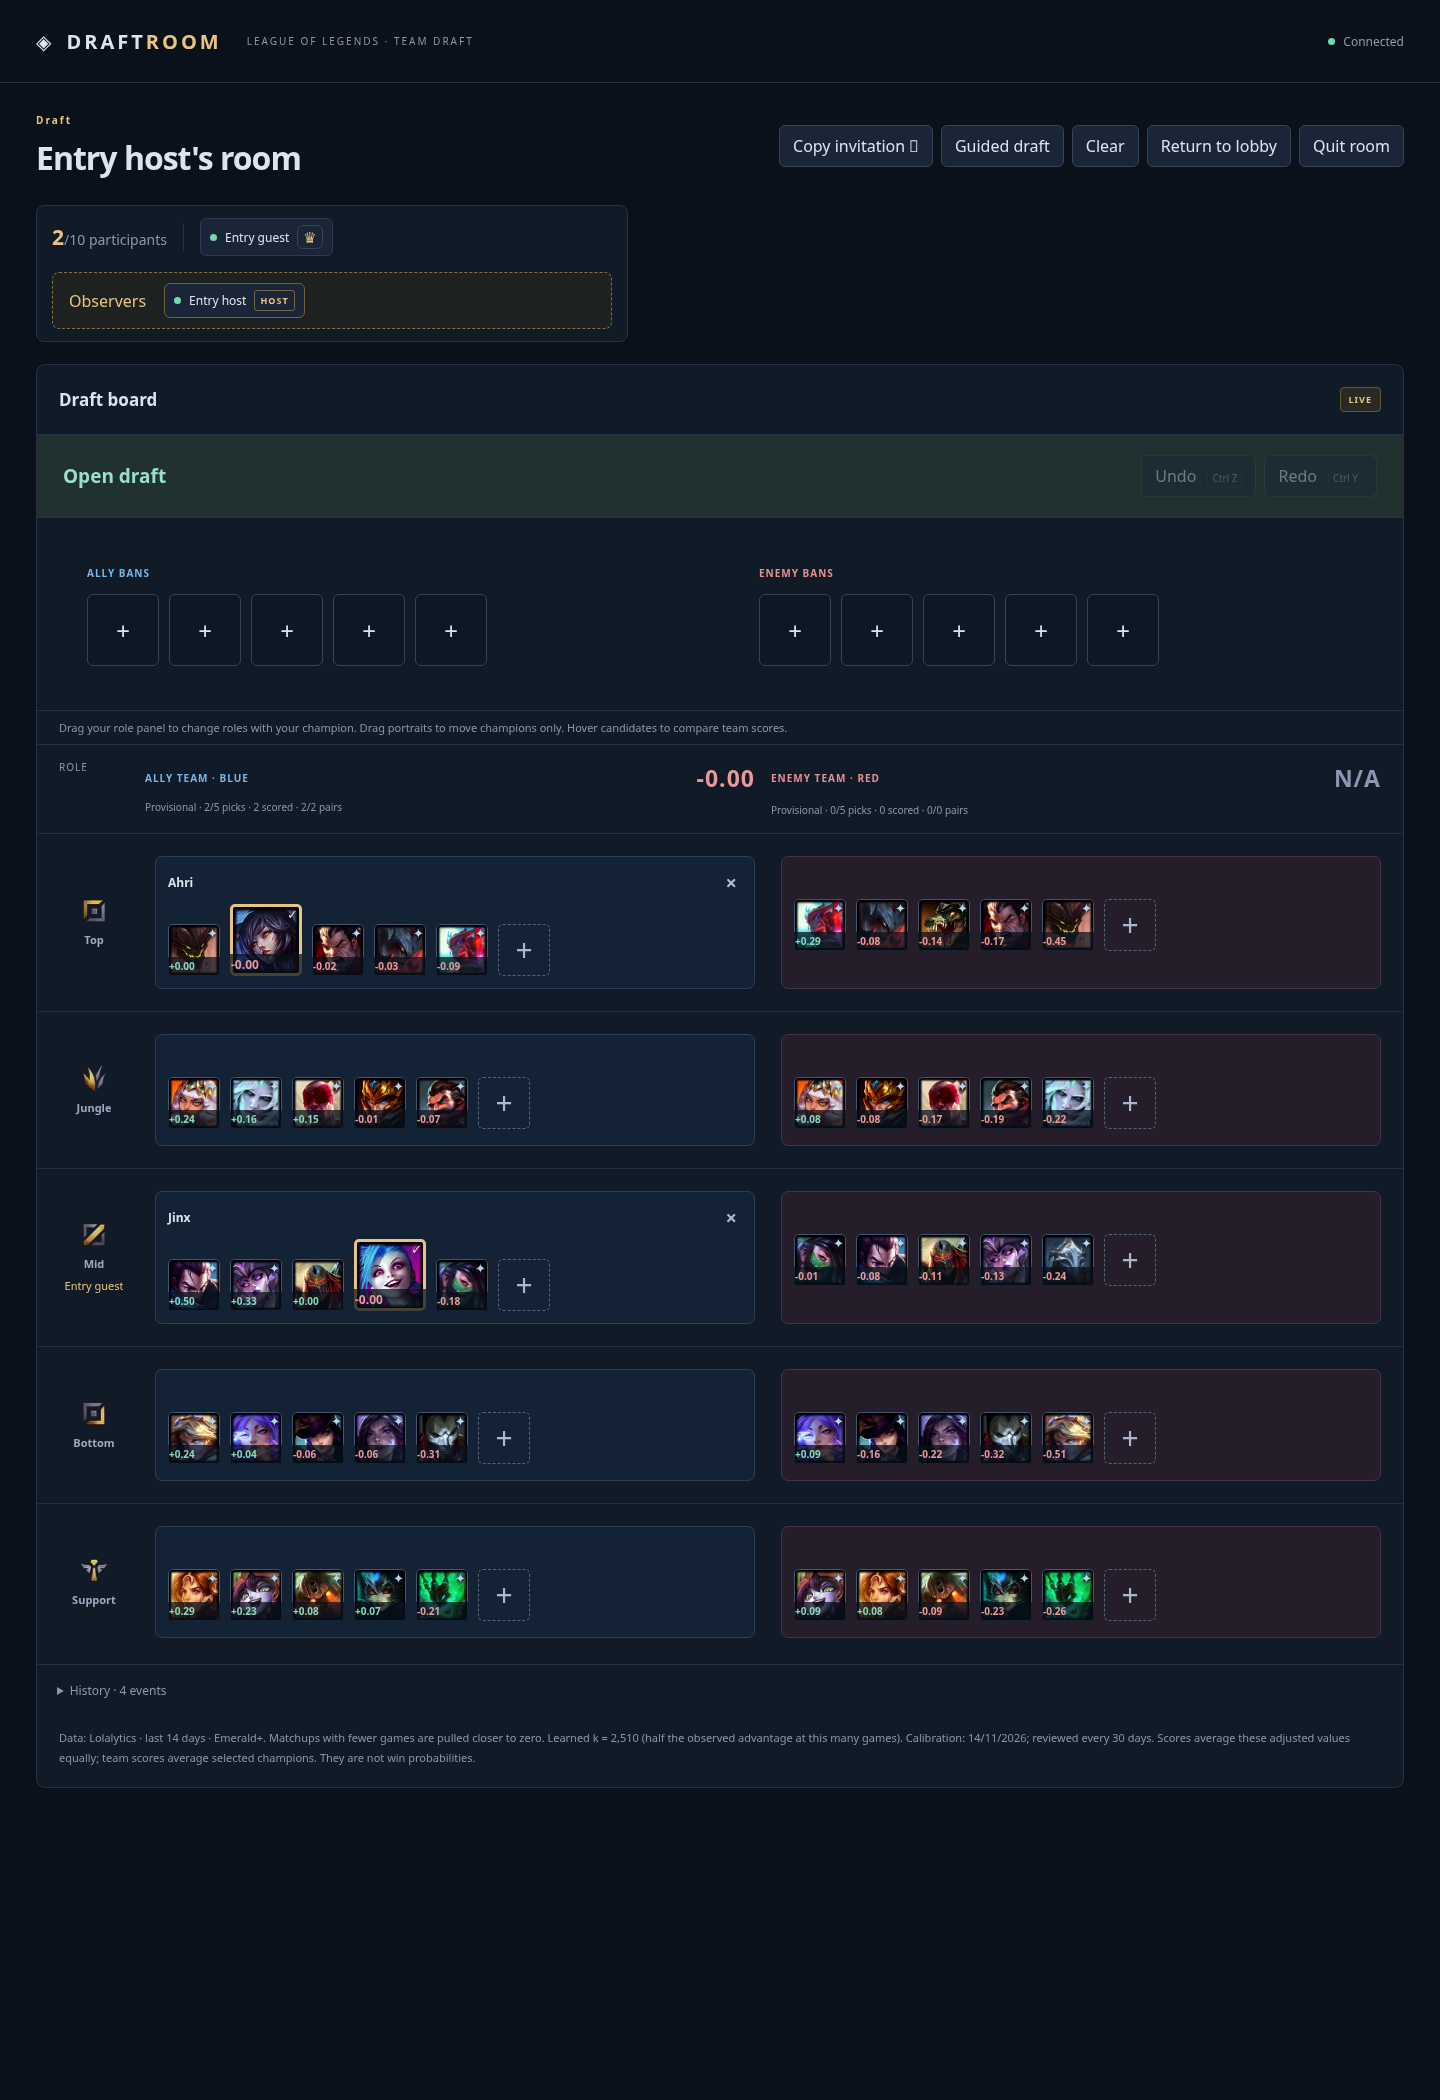 ◈ DRAFTROOM LEAGUE OF LEGENDS · TEAM DRAFT
Connected
Draft
Entry host's room
Copy invitation
Guided draft
Clear
Return to lobby
Quit room
2/10 participants
Entry guest
Observers
Entry host HOST
Draft board
LIVE
Open draft
Undo Ctrl Z
Redo Ctrl Y
ALLY BANS
ENEMY BANS
+ + + + +
+ + + + +
Drag your role panel to change roles with your champion. Drag portraits to move champions only. Hover candidates to compare team scores.
ROLE
ALLY TEAM · BLUE
-0.00
Provisional · 2/5 picks · 2 scored · 2/2 pairs
ENEMY TEAM · RED
N/A
Provisional · 0/5 picks · 0 scored · 0/0 pairs
Top
Ahri ×
+0.00 -0.00 -0.02 -0.03 -0.09 +
+0.29 -0.08 -0.14 -0.17 -0.45 +
Jungle
+0.24 +0.16 +0.15 -0.01 -0.07 +
+0.08 -0.08 -0.17 -0.19 -0.22 +
Mid
Entry guest
Jinx ×
+0.50 +0.33 +0.00 -0.00 -0.18 +
-0.01 -0.08 -0.11 -0.13 -0.24 +
Bottom
+0.24 +0.04 -0.06 -0.06 -0.31 +
+0.09 -0.16 -0.22 -0.32 -0.51 +
Support
+0.29 +0.23 +0.08 +0.07 -0.21 +
+0.09 +0.08 -0.09 -0.23 -0.26 +
History · 4 events
Data: Lolalytics · last 14 days · Emerald+. Matchups with fewer games are pulled closer to zero. Learned k = 2,510 (half the observed advantage at this many games). Calibration: 14/11/2026; reviewed every 30 days. Scores average these adjusted values
equally; team scores average selected champions. They are not win probabilities.